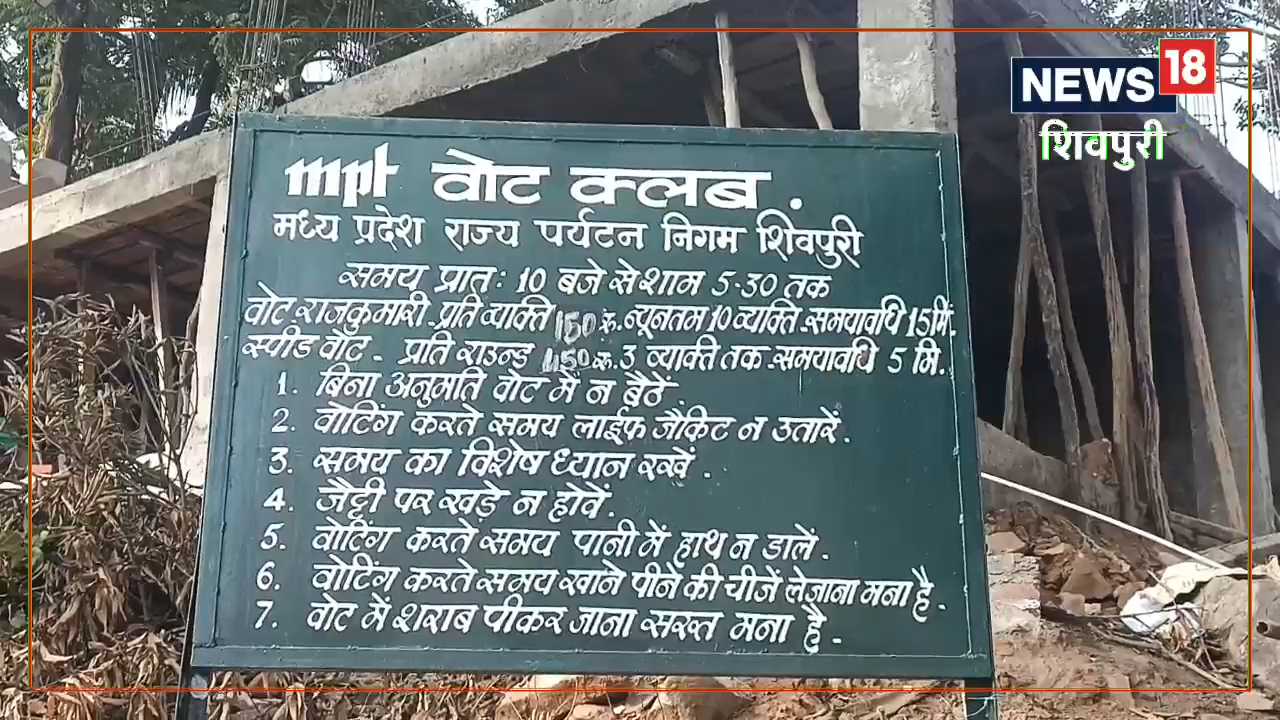 NEWS 18
शिवपुरी
mpt वोट क्लब.
मध्य प्रदेश राज्य पर्यटन निगम शिवपुरी
समय प्रातः 10 बजे से शाम 5-30 तक
वोट राजकुमारी- प्रति व्यक्ति 150 रु. न्यूनतम 10 व्यक्ति समयावधि 15 मिं.
स्पीड वोट - प्रति राउन्ड 450 रू. 3 व्यक्ति तक - समयावधि 5 मि.
1. बिना अनुमति वोट में न बैठें.
2. वोटिंग करते समय लाईफ जैकिट न उतारें.
3. समय का विशेष ध्यान रखें.
4. जैट्टी पर खड़े न होवें.
5. वोटिंग करते समय पानी में हाथ न डालें.
6. वोटिंग करते समय खाने पीने की चीजें लेजाना मना है-
7. वोट में शराब पीकर जाना सख्त मना है-